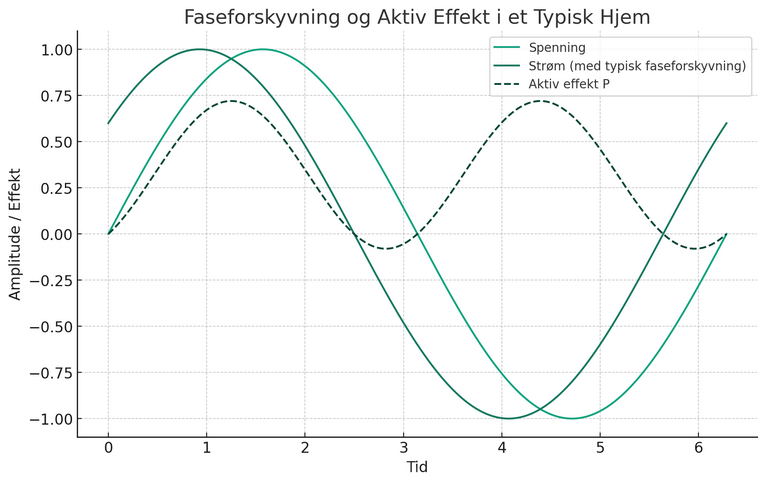 Faseforskyvning og Aktiv Effekt i et Typisk Hjem
Spenning
Strøm (med typisk faseforskyvning)
Aktiv effekt P
Amplitude / Effekt
1.00
0.75
0.50
0.25
0.00
−0.25
−0.50
−0.75
−1.00
0 1 2 3 4 5 6
Tid